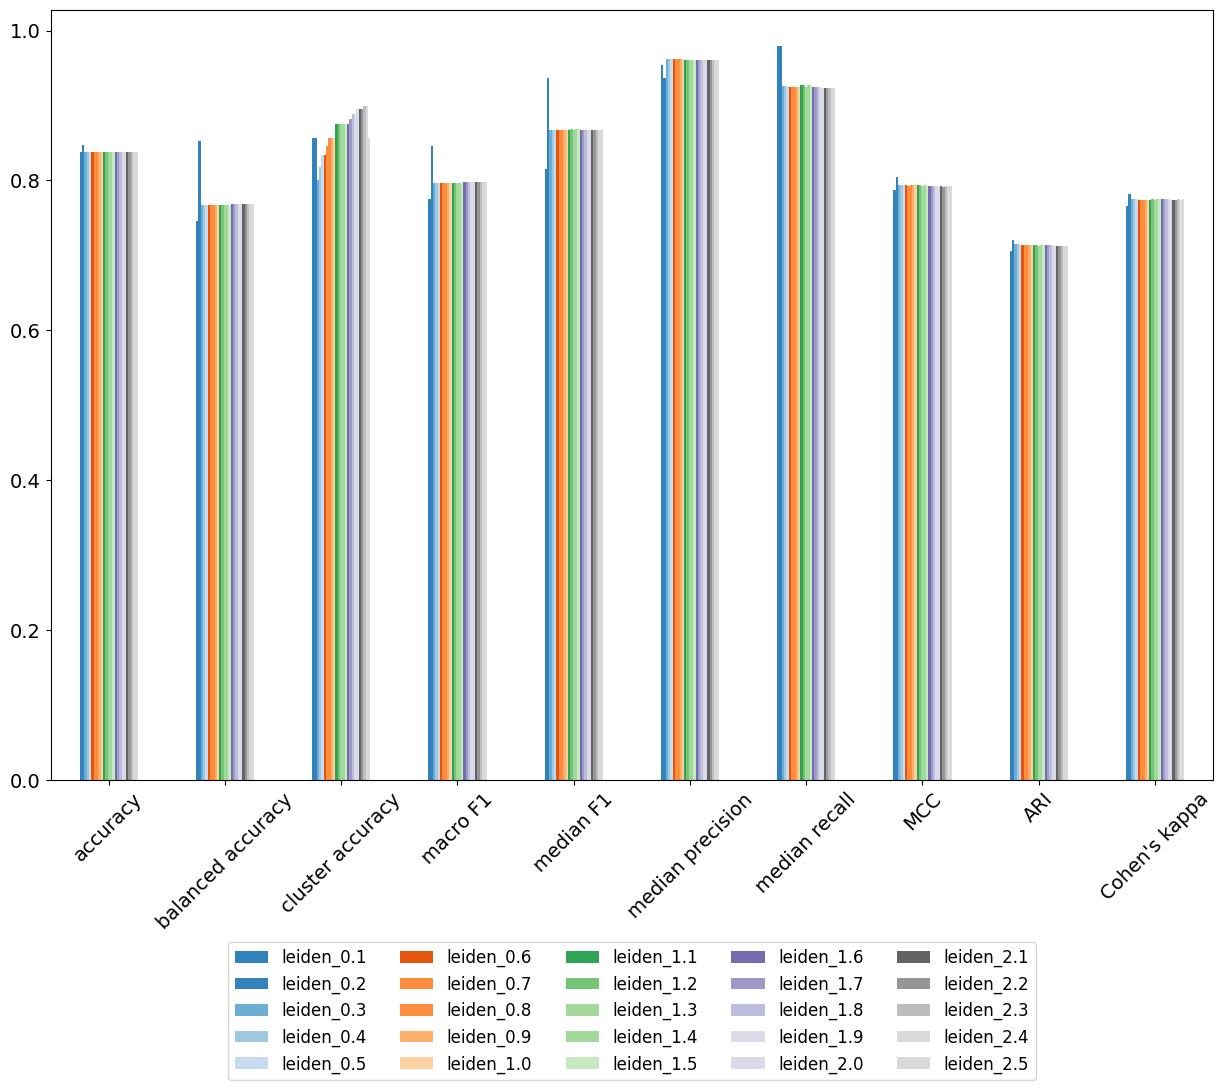 1.0
0.8
0.6
0.4
0.2
0.0
accuracy
balanced accuracy
cluster accuracy
macro F1
median F1
median precision
median recall
MCC
ARI
Cohen's kappa
leiden_0.1
leiden_0.2
leiden_0.3
leiden_0.4
leiden_0.5
leiden_0.6
leiden_0.7
leiden_0.8
leiden_0.9
leiden_1.0
leiden_1.1
leiden_1.2
leiden_1.3
leiden_1.4
leiden_1.5
leiden_1.6
leiden_1.7
leiden_1.8
leiden_1.9
leiden_2.0
leiden_2.1
leiden_2.2
leiden_2.3
leiden_2.4
leiden_2.5